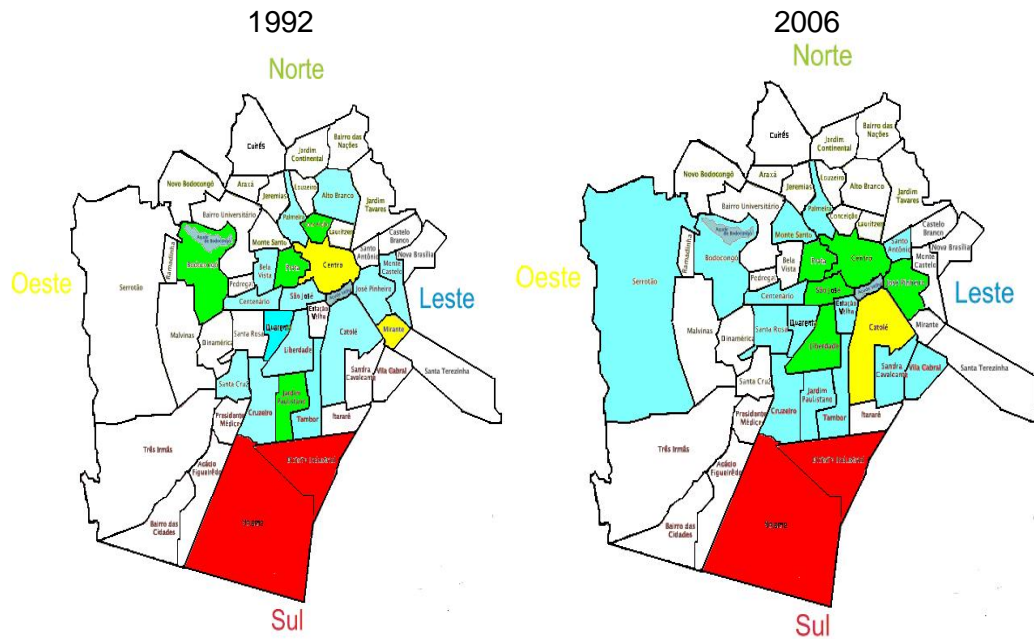 1992
Norte
Cuités
Jardim
Continental
Bairro das
Nações
Novo Bodocongó
Araxá
Jeremias
Louzeiro
Alto Branco
Jardim
Tavares
Bairro Universitário
Palmeira
Lauritzen
Castelo
Branco
Monte Santo
Santo
Antônio
Nova Brasília
Ramadinha
Bela
Vista
Prata
Centro
Monte
Castelo
Oeste
Serrotão
Pedregal
Centenário
São José
José Pinheiro
Leste
Estação
Velha
Malvinas
Dinamérica
Santa Rosa
Quarenta
Liberdade
Catolé
Mirante
Santa Cruz
Sandra
Cavalcante
Vila Cabral
Santa Terezinha
Jardim
Paulistano
Presidente
Médice
Cruzeiro
Tambor
Itararé
Três Irmãs
Acácio
Figueirêdo
Bairro das
Cidades
Sul
2006
Norte
Cuités
Jardim
Continental
Bairro das
Nações
Novo Bodocongó
Araxá
Jeremias
Louzeiro
Alto Branco
Jardim
Tavares
Bairro Universitário
Palmeira
Conceição
Lauritzen
Castelo
Branco
Monte Santo
Santo
Antônio
Nova Brasília
Ramadinha
Bodocongó
Bela
Vista
Prata
Centro
Monte
Castelo
Oeste
Serrotão
Pedregal
Centenário
São José
José Pinheiro
Leste
Estação
Velha
Malvinas
Dinamérica
Santa Rosa
Quarenta
Liberdade
Catolé
Mirante
Santa Cruz
Sandra
Cavalcante
Vila Cabral
Santa Terezinha
Jardim
Paulistano
Presidente
Médice
Cruzeiro
Tambor
Itararé
Três Irmãs
Acácio
Figueirêdo
Bairro das
Cidades
Sul